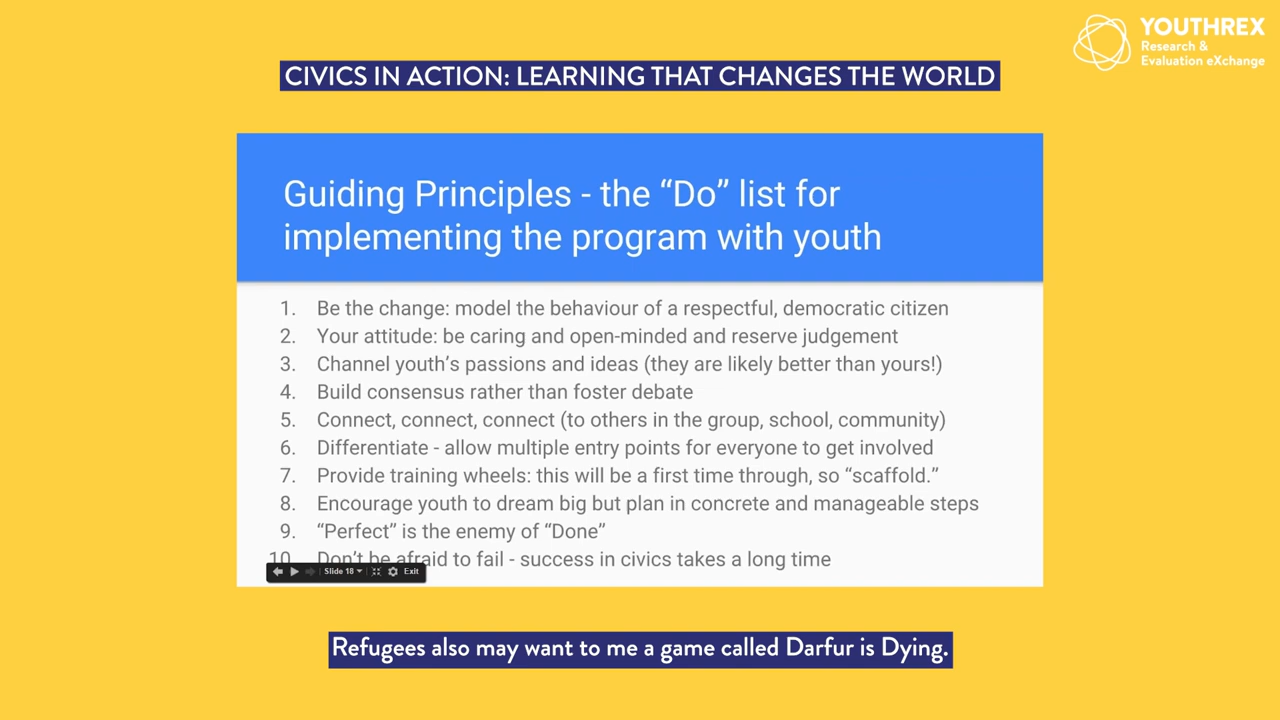 YOUTHREX
Research &
Evaluation eXchange
CIVICS IN ACTION: LEARNING THAT CHANGES THE WORLD
Guiding Principles - the “Do” list for
implementing the program with youth
1. Be the change: model the behaviour of a respectful, democratic citizen
2. Your attitude: be caring and open-minded and reserve judgement
3. Channel youth’s passions and ideas (they are likely better than yours!)
4. Build consensus rather than foster debate
5. Connect, connect, connect (to others in the group, school, community)
6. Differentiate - allow multiple entry points for everyone to get involved
7. Provide training wheels: this will be a first time through, so “scaffold.”
8. Encourage youth to dream big but plan in concrete and manageable steps
9. “Perfect” is the enemy of “Done”
10. Don’t be afraid to fail - success in civics takes a long time
Slide 18 Exit
Refugees also may want to me a game called Darfur is Dying.